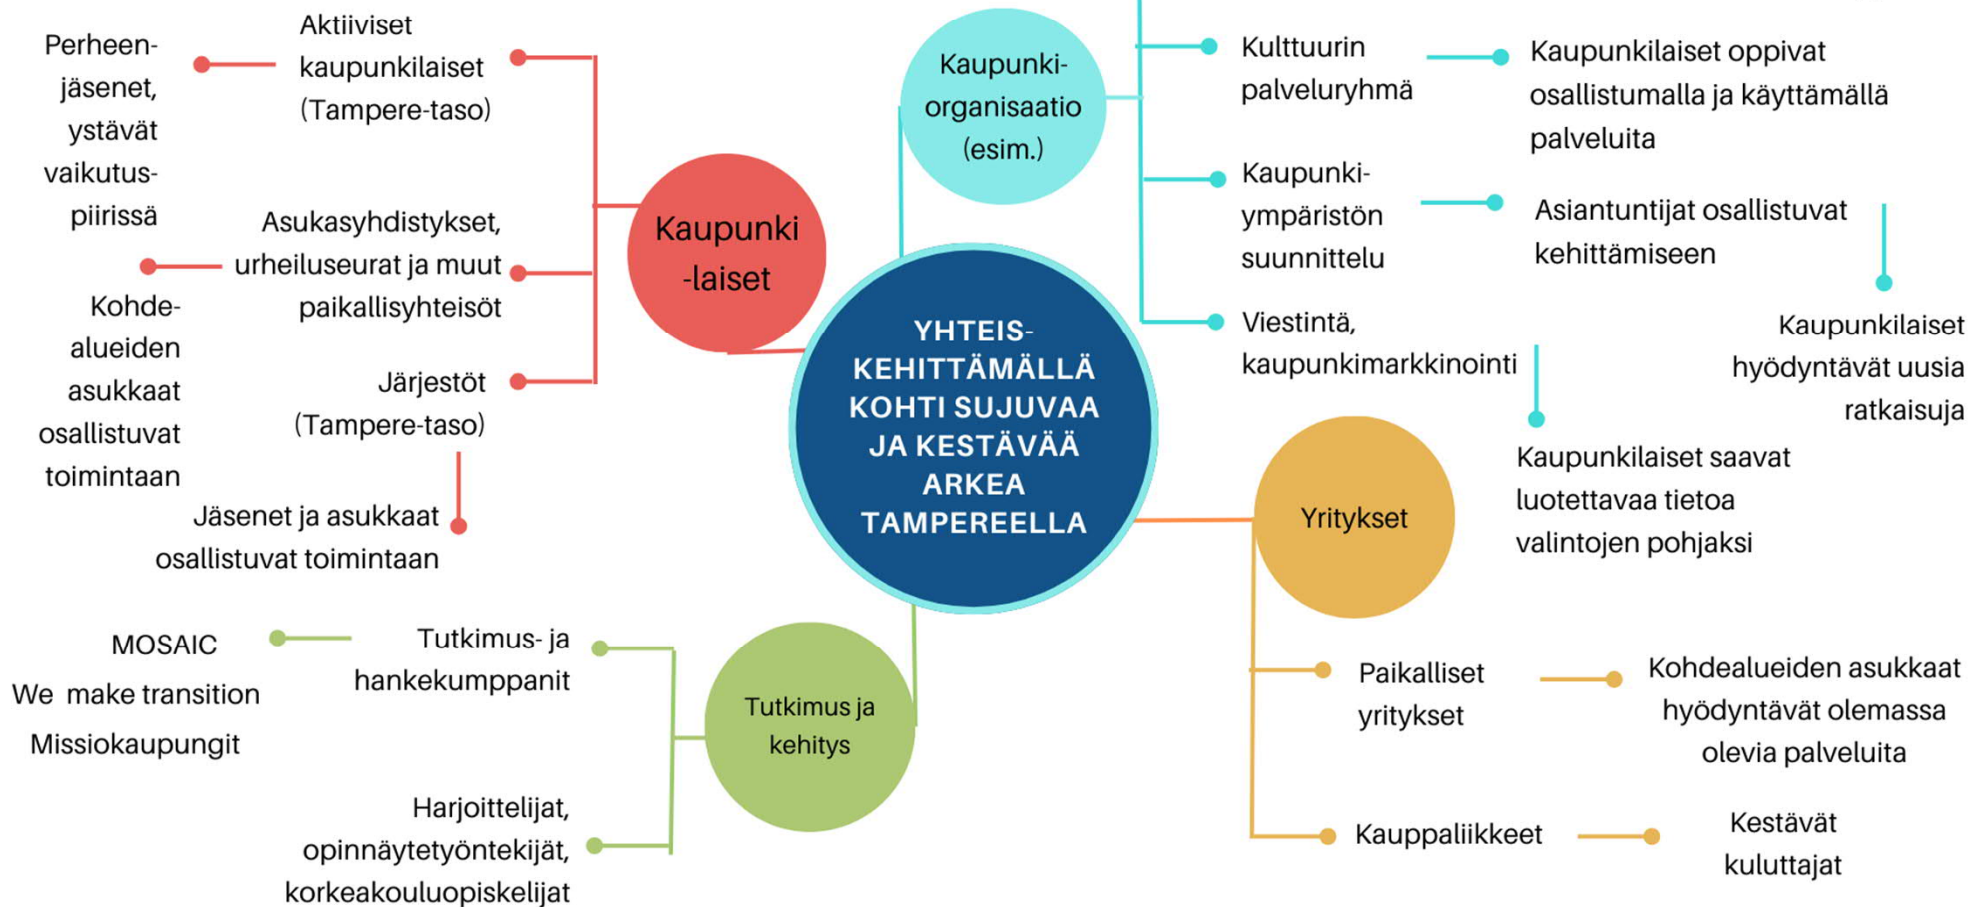 Perheen-
jäsenet,
ystävät
vaikutus-
piirissä
Aktiiviset
kaupunkilaiset
(Tampere-taso)
Kohde-
alueiden
asukkaat
osallistuvat
toimintaan
Asukasyhdistykset,
urheiluseurat ja muut
paikallisyhteisöt
Järjestöt
(Tampere-taso)
Jäsenet ja asukkaat
osallistuvat toimintaan
Kaupunki
-laiset
Kaupunki-
organisaatio
(esim.)
Kulttuurin
palveluryhmä
Kaupunkilaiset oppivat
osallistumalla ja käyttämällä
palveluita
Kaupunki-
ympäristön
suunnittelu
Asiantuntijat osallistuvat
kehittämiseen
Kaupunkilaiset
hyödyntävät uusia
ratkaisuja
Viestintä,
kaupunkimarkkinointi
Kaupunkilaiset saavat
luotettavaa tietoa
valintojen pohjaksi
YHTEIS-
KEHITTÄMÄLLÄ
KOHTI SUJUVAA
JA KESTÄVÄÄ
ARKEA
TAMPEREELLA
Yritykset
Paikalliset
yritykset
Kohdealueiden asukkaat
hyödyntävät olemassa
olevia palveluita
Kauppaliikkeet
Kestävät
kuluttajat
Tutkimus ja
kehitys
Tutkimus- ja
hankekumppanit
MOSAIC
We make transition
Missiokaupungit
Harjoittelijat,
opinnäytetyöntekijät,
korkeakouluopiskelijat